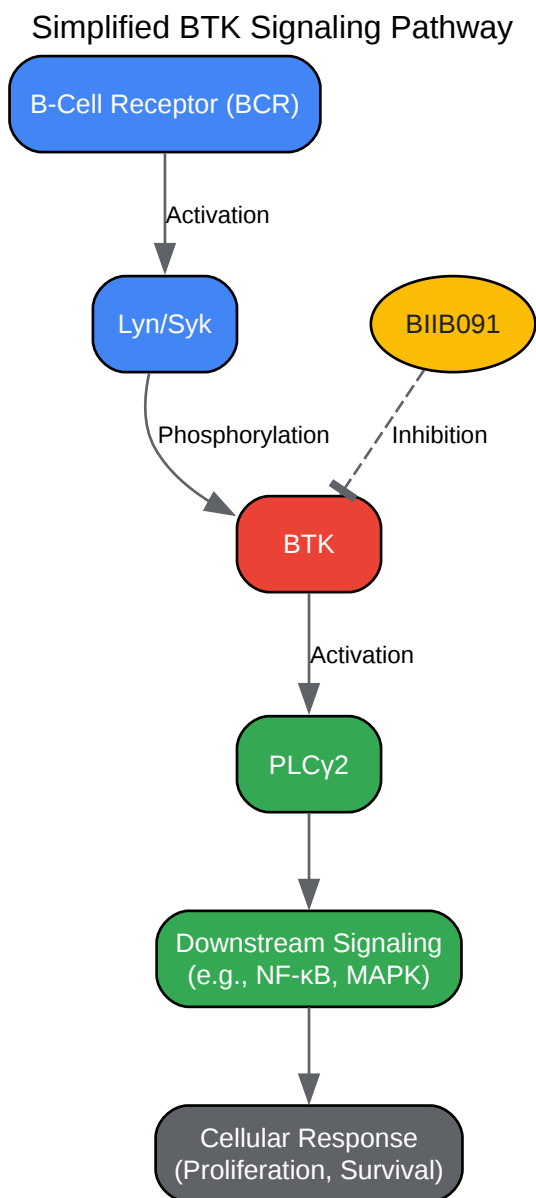 Simplified BTK Signaling Pathway
B-Cell Receptor (BCR)
Activation
Lyn/Syk
BIIB091
Phosphorylation
Inhibition
BTK
Activation
PLCγ2
Downstream Signaling
(e.g., NF-κB, MAPK)
Cellular Response
(Proliferation, Survival)